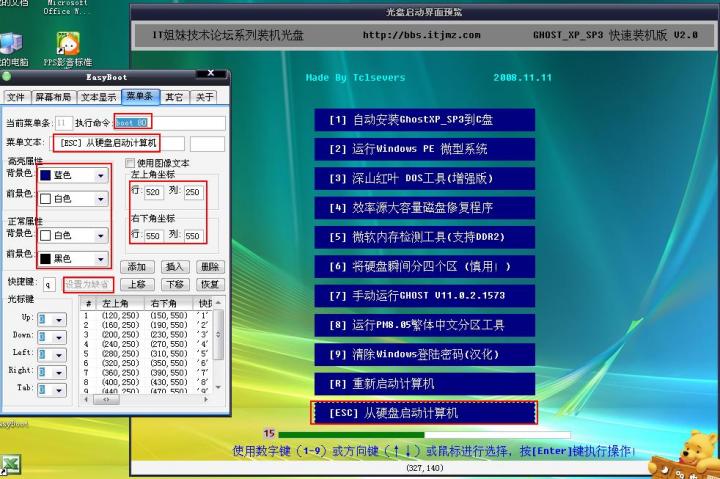 的文档
Microsoft
Office W...
的电脑
PPS影音标准
EasyBoot
文件 屏幕布局 文本显示 菜单条 其它 关于
当前菜单条: 11 执行命令: boot 80
菜单文本: [ESC] 从硬盘启动计算机
高亮属性
使用图像文本
背景色: 蓝色
左上角坐标
前景色: 白色
行: 520 列: 250
正常属性
右下角坐标
背景色: 白色
行: 550 列: 550
前景色: 黑色
添加 插入 删除
快捷键: q 设置为缺省 上移 下移 恢复
光标键
Up:
Down:
Left:
Right:
Tab:
# 左上角 右下角 快
1 (120,250) (150,550) '1'
2 (160,250) (190,550) '2'
3 (200,250) (230,550) '3'
4 (240,250) (270,550) '4'
5 (280,250) (310,550) '5'
6 (320,250) (350,550) '6'
7 (360,250) (390,550) '7'
8 (400,250) (430,550) '8'
9 (440,250) (470,550) '9'
光盘启动界面预览
IT姐妹技术论坛系列装机光盘 http://bbs.itjmz.com GHOST_XP_SP3 快速装机版 V2.0
Made By Tclsevers 2008.11.11
[1] 自动安装GhostXP_SP3到C盘
[2] 运行Windows PE 微型系统
[3] 深山红叶 DOS工具(增强版)
[4] 效率源大容量磁盘修复程序
[5] 微软内存检测工具(支持DDR2)
[6] 将硬盘瞬间分四个区 (慎用!)
[7] 手动运行GHOST V11.0.2.1573
[8] 运行PM8.05繁体中文分区工具
[9] 清除Windows登陆密码(汉化)
[R] 重新启动计算机
[ESC] 从硬盘启动计算机
15
使用数字键(1-9)或方向键(↑↓)或鼠标进行选择，按[Enter]键执行操作!
(327,140)